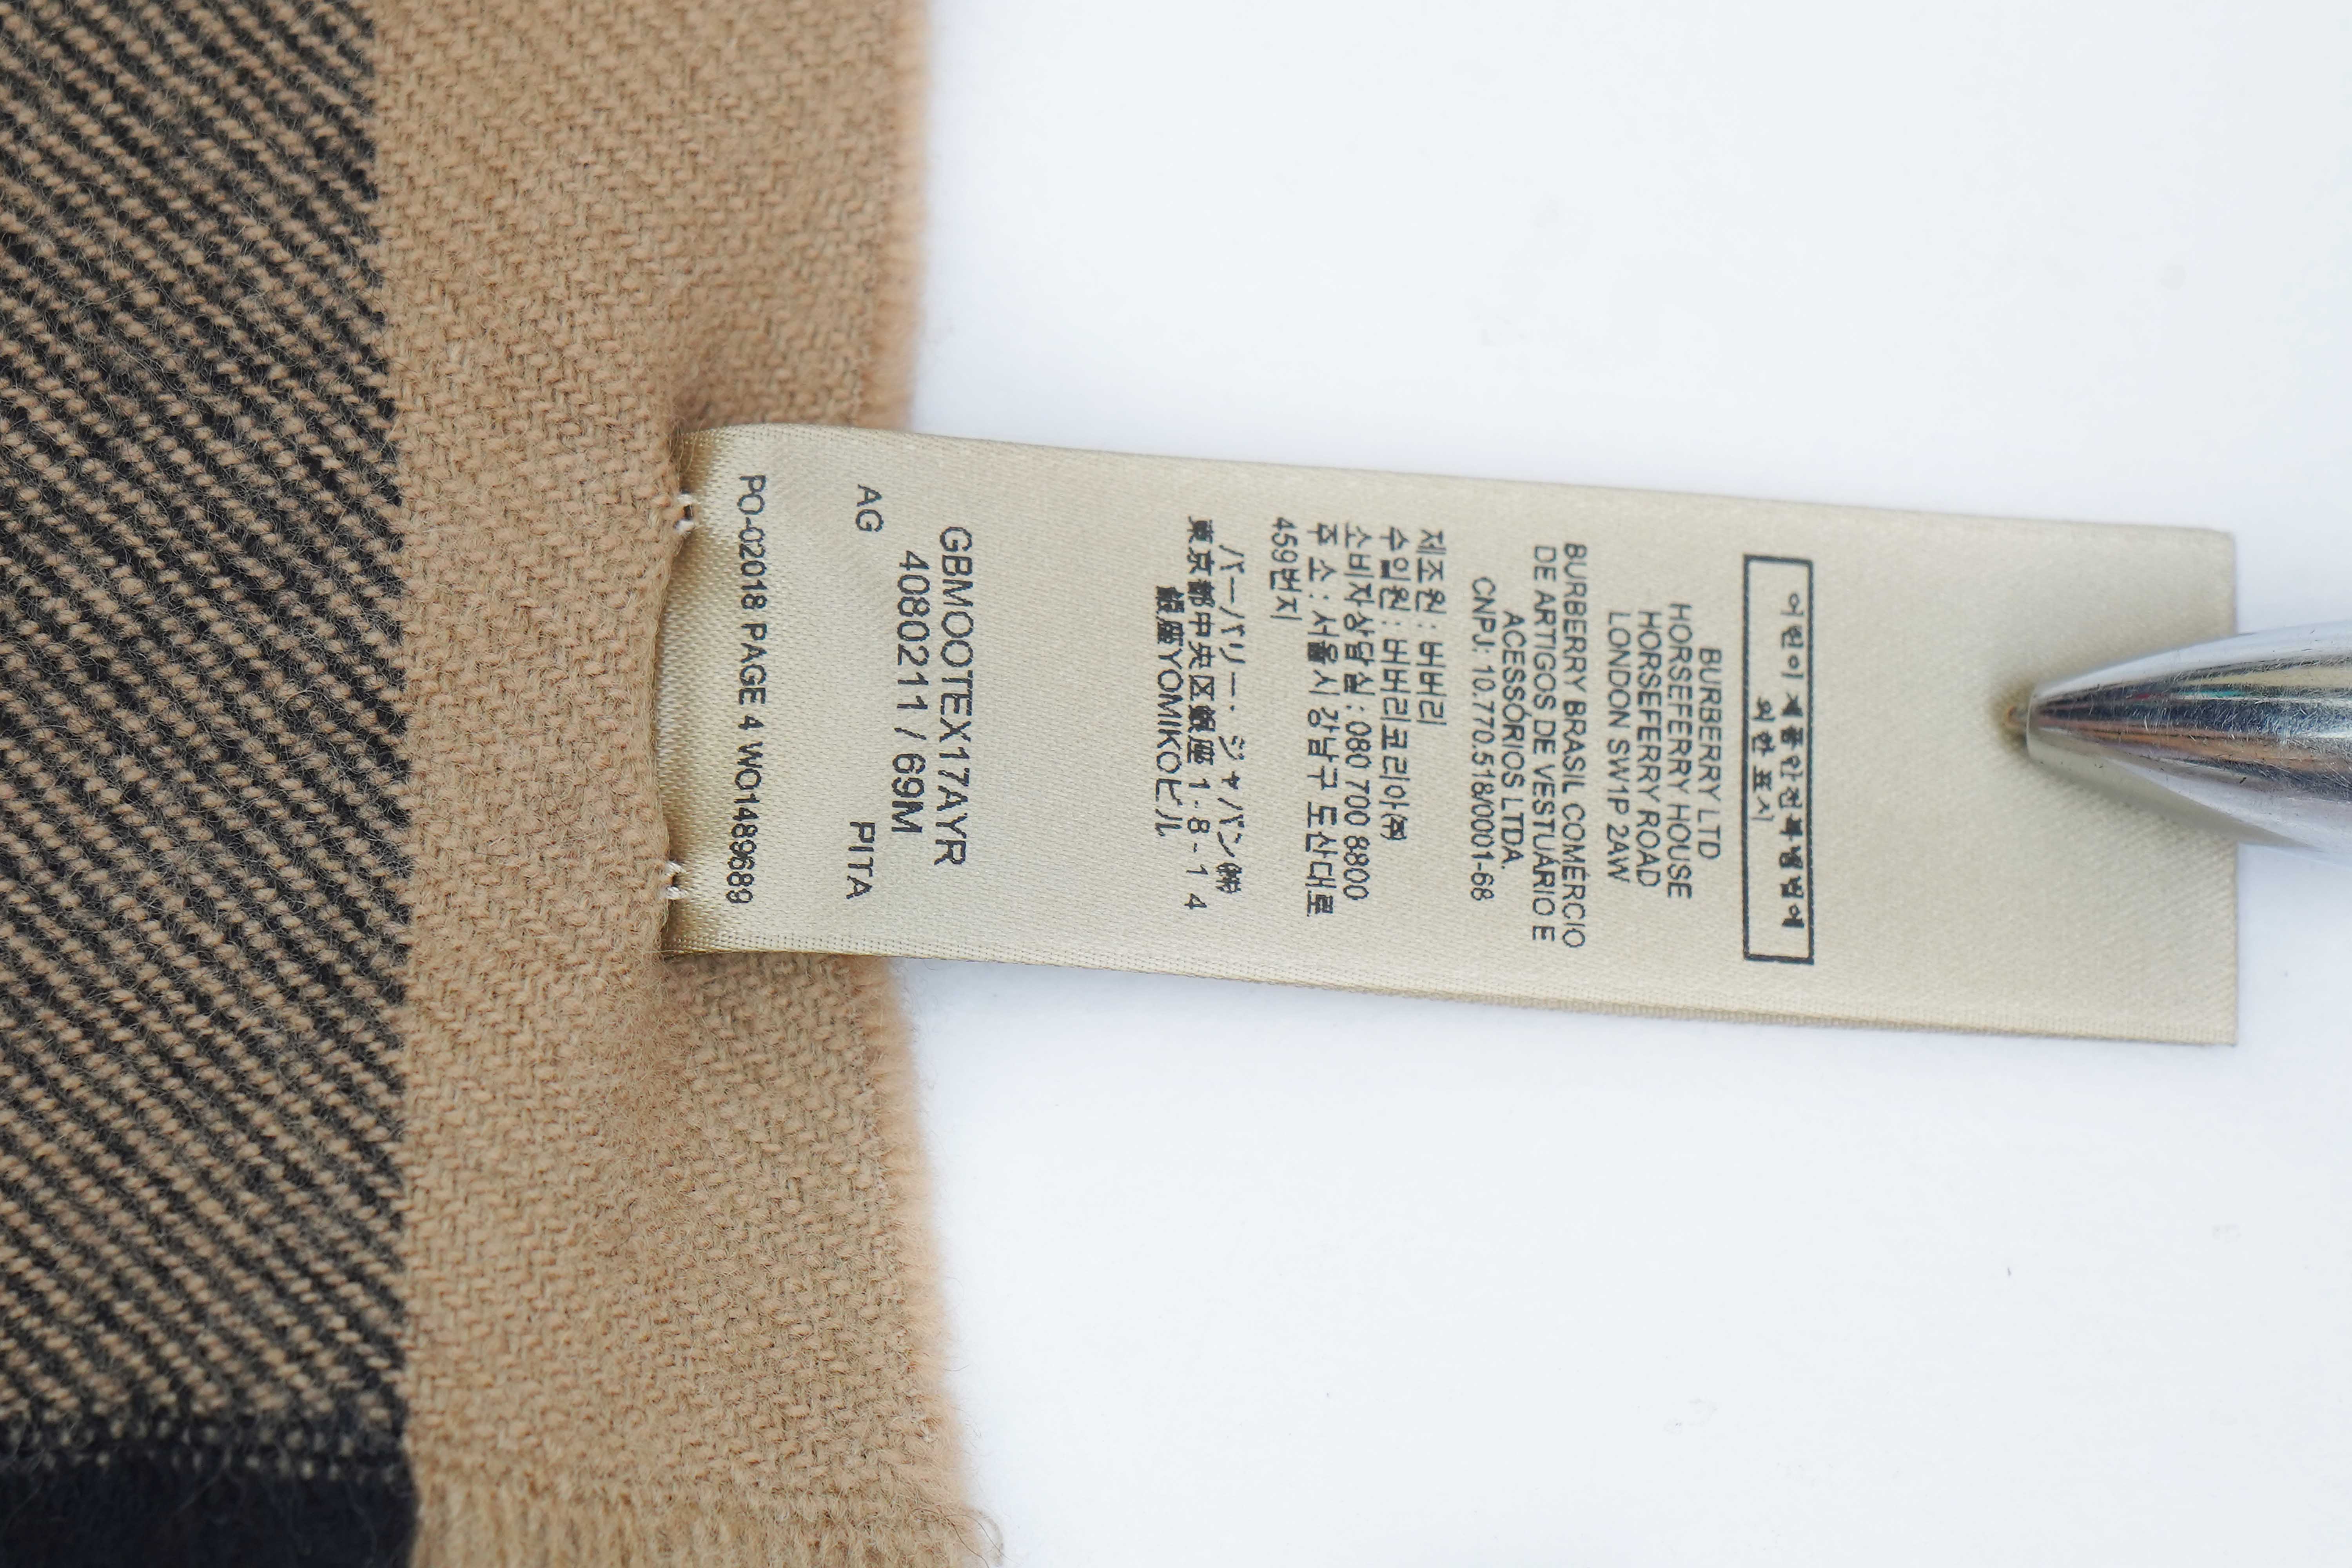 어린이제품안전특별법에
의한 표시
BURBERRY LTD
HORSEFERRY HOUSE
HORSEFERRY ROAD
LONDON SW1P 2AW
BURBERRY BRASIL COMÉRCIO
DE ARTIGOS DE VESTUÁRIO E
ACESSÓRIOS LTDA.
CNPJ: 10.770.518/0001-68
제조원 : 버버리
수입원 : 버버리코리아㈜
소비자상담실 : 080 700 8800
주 소 : 서울시 강남구 도산대로
459번지
バーバリー・ジャパン㈱
東京都中央区銀座1-8-14
銀座YOMIKOビル
GBMOOTEX17AYR
4080211 / 69M
AG PITA
PO-02018 PAGE 4 WO1489689